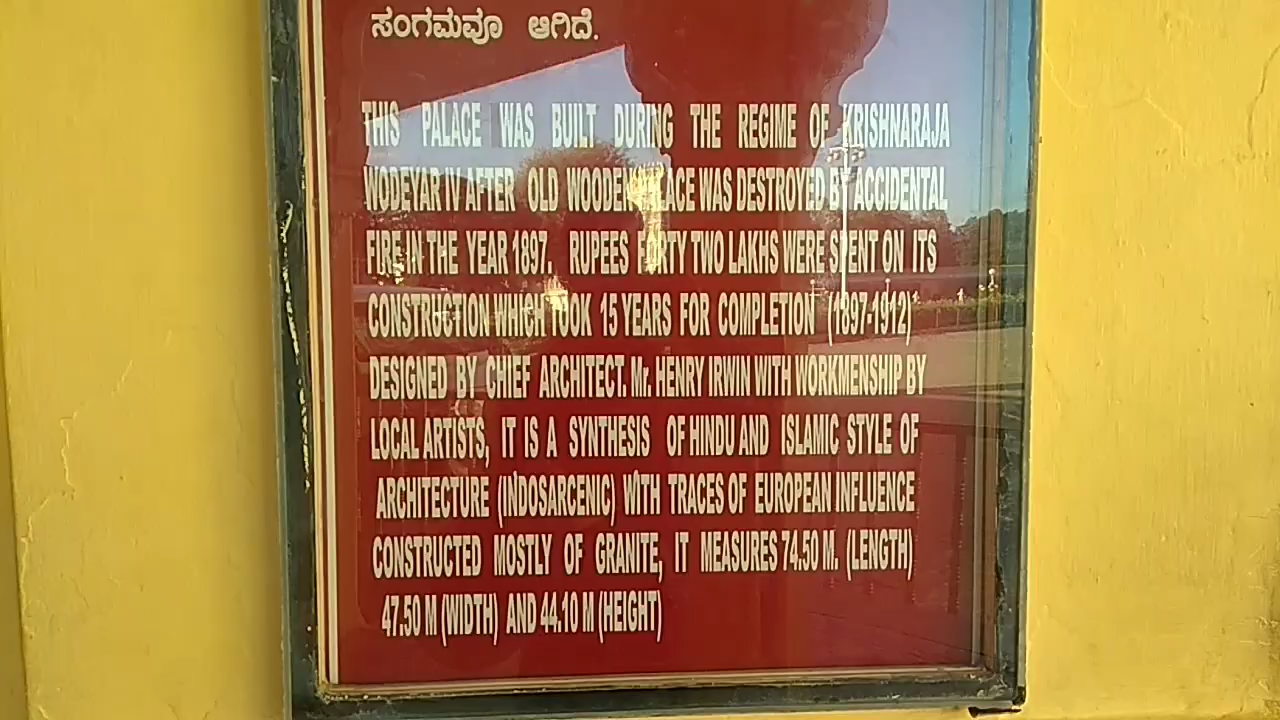 ಸಂಗಮವೂ ಆಗಿದೆ.
THIS PALACE WAS BUILT DURING THE REGIME OF KRISHNARAJA
WODEYAR IV AFTER OLD WOODEN PALACE WAS DESTROYED BY ACCIDENTAL
FIRE IN THE YEAR 1897. RUPEES FORTY TWO LAKHS WERE SPENT ON ITS
CONSTRUCTION WHICH TOOK 15 YEARS FOR COMPLETION (1897-1912)
DESIGNED BY CHIEF ARCHITECT. Mr. HENRY IRWIN WITH WORKMENSHIP BY
LOCAL ARTISTS, IT IS A SYNTHESIS OF HINDU AND ISLAMIC STYLE OF
ARCHITECTURE (INDOSARCENIC) WITH TRACES OF EUROPEAN INFLUENCE
CONSTRUCTED MOSTLY OF GRANITE, IT MEASURES 74.50 M. (LENGTH)
47.50 M (WIDTH) AND 44.10 M (HEIGHT)